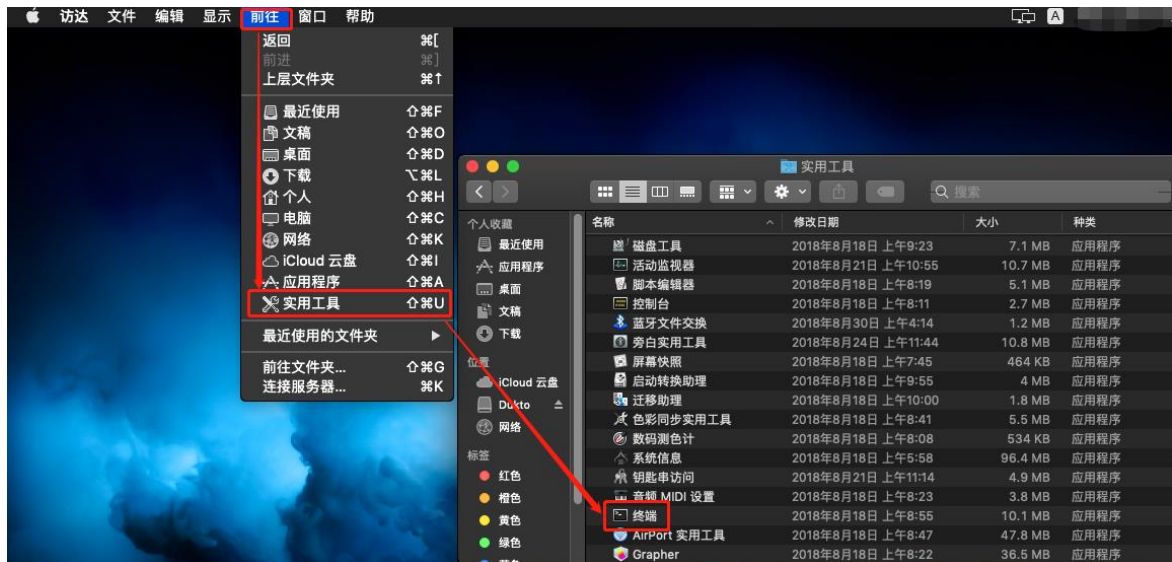 访达 文件 编辑 显示 前往 窗口 帮助 A
返回 ⌘[
前进 ⌘]
上层文件夹 ⌘↑
最近使用 ⇧⌘F
文稿 ⇧⌘O
桌面 ⇧⌘D
下载 ⌥⌘L
个人 ⇧⌘H
电脑 ⇧⌘C
网络 ⇧⌘K
iCloud 云盘 ⇧⌘I
应用程序 ⇧⌘A
实用工具 ⇧⌘U
最近使用的文件夹
前往文件夹... ⇧⌘G
连接服务器... ⌘K
实用工具
搜索
个人收藏
最近使用
应用程序
桌面
文稿
下载
位置
iCloud 云盘
Dukto
网络
标签
红色
橙色
黄色
绿色
名称 修改日期 大小 种类
磁盘工具 2018年8月18日 上午9:23 7.1 MB 应用程序
活动监视器 2018年8月21日 上午10:55 10.7 MB 应用程序
脚本编辑器 2018年8月18日 上午8:19 5.1 MB 应用程序
控制台 2018年8月18日 上午8:11 2.7 MB 应用程序
蓝牙文件交换 2018年8月30日 上午4:14 1.2 MB 应用程序
旁白实用工具 2018年8月24日 上午11:44 10.8 MB 应用程序
屏幕快照 2018年8月18日 上午7:45 464 KB 应用程序
启动转换助理 2018年8月18日 上午9:55 4 MB 应用程序
迁移助理 2018年8月18日 上午10:00 1.8 MB 应用程序
色彩同步实用工具 2018年8月18日 上午8:41 5.5 MB 应用程序
数码测色计 2018年8月18日 上午8:08 534 KB 应用程序
系统信息 2018年8月18日 上午5:58 96.4 MB 应用程序
钥匙串访问 2018年8月21日 上午11:14 4.9 MB 应用程序
音频 MIDI 设置 2018年8月18日 上午8:23 3.8 MB 应用程序
终端 2018年8月18日 上午8:55 10.1 MB 应用程序
AirPort 实用工具 2018年8月18日 上午8:47 47.8 MB 应用程序
Grapher 2018年8月18日 上午8:22 36.5 MB 应用程序